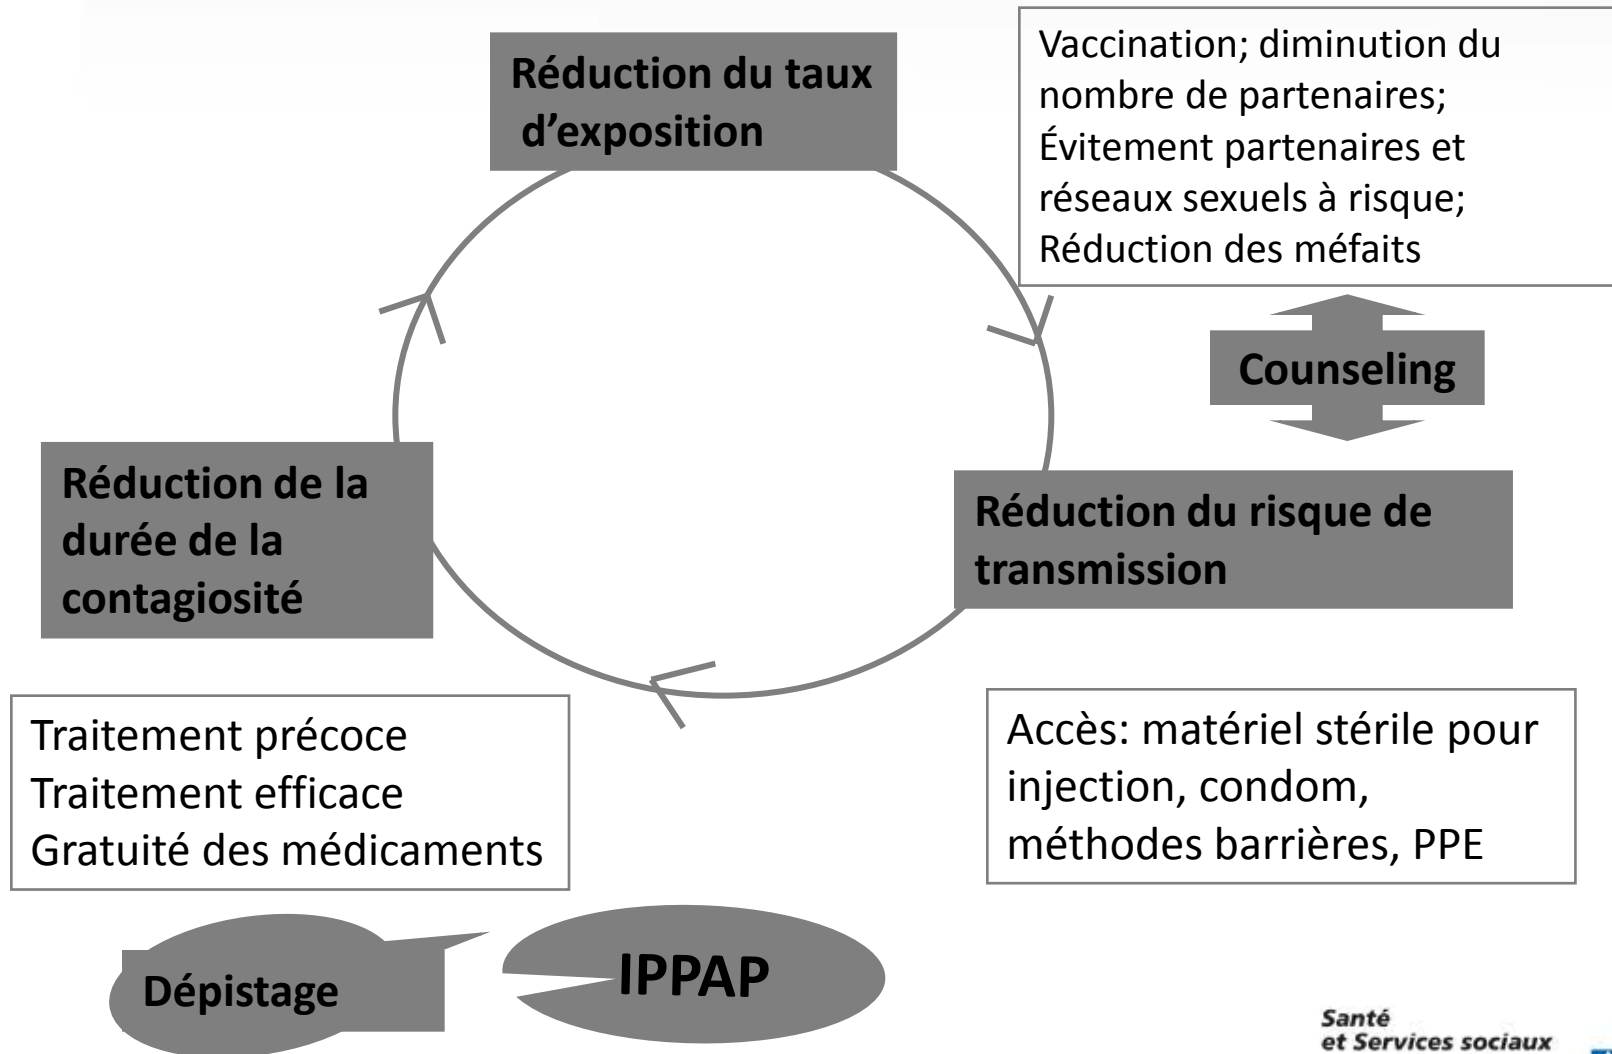 Réduction du taux
d’exposition
Vaccination; diminution du
nombre de partenaires;
Évitement partenaires et
réseaux sexuels à risque;
Réduction des méfaits
Counseling
Réduction de la
durée de la
contagiosité
Réduction du risque de
transmission
Traitement précoce
Traitement efficace
Gratuité des médicaments
Accès: matériel stérile pour
injection, condom,
méthodes barrières, PPE
Dépistage
IPPAP
Santé
et Services sociaux